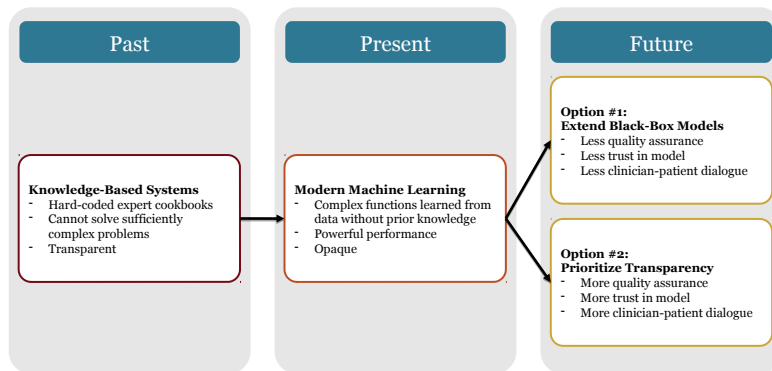 Past
Present
Future
Knowledge-Based Systems
- Hard-coded expert cookbooks
- Cannot solve sufficiently
complex problems
- Transparent
Modern Machine Learning
- Complex functions learned from
data without prior knowledge
- Powerful performance
- Opaque
Option #1:
Extend Black-Box Models
- Less quality assurance
- Less trust in model
- Less clinician-patient dialogue
Option #2:
Prioritize Transparency
- More quality assurance
- More trust in model
- More clinician-patient dialogue